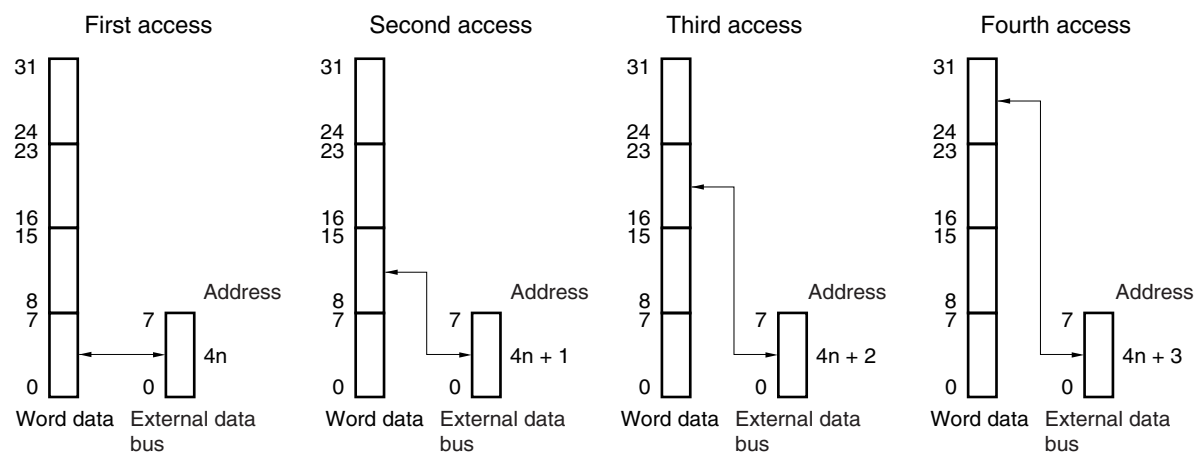 First access
31
24
23
16
15
8
7
0
Address
7
4n
0
Word data
External data
bus
Second access
31
24
23
16
15
8
7
0
Address
7
4n + 1
0
Word data
External data
bus
Third access
31
24
23
16
15
8
7
0
Address
7
4n + 2
0
Word data
External data
bus
Fourth access
31
24
23
16
15
8
7
0
Address
7
4n + 3
0
Word data
External data
bus